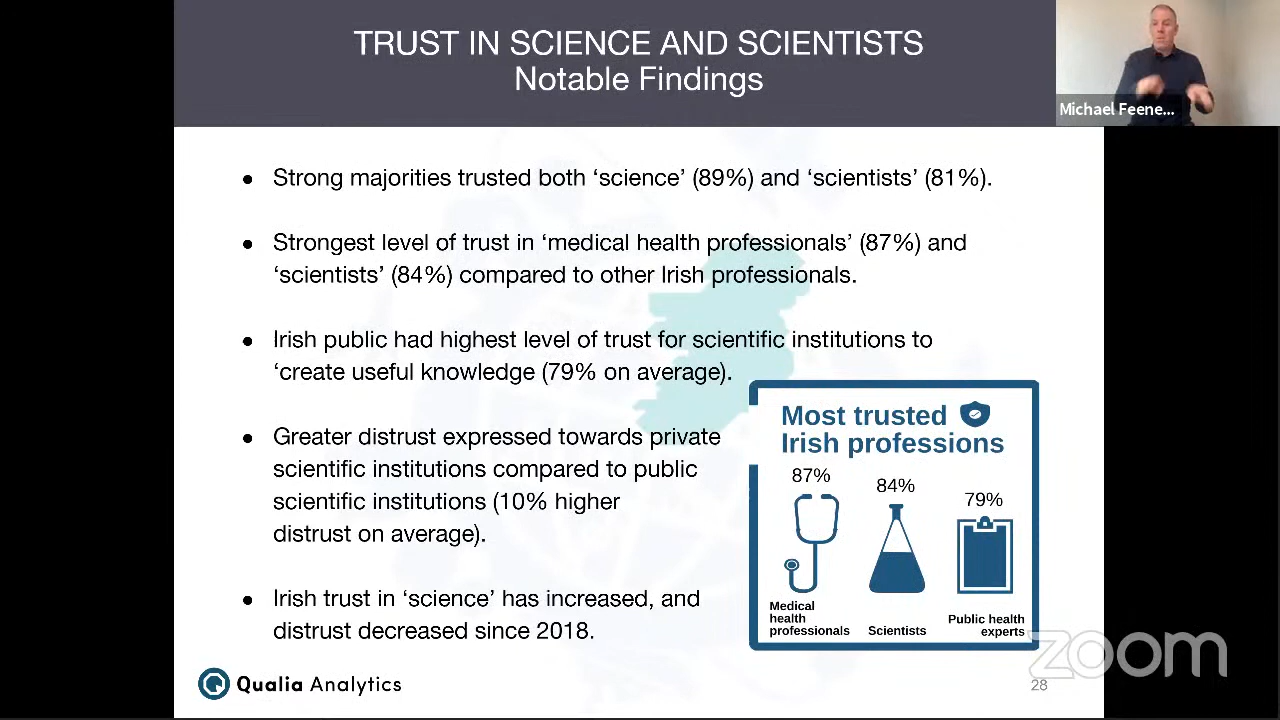 TRUST IN SCIENCE AND SCIENTISTS
Notable Findings
Michael Feene...
● Strong majorities trusted both ‘science’ (89%) and ‘scientists’ (81%).
● Strongest level of trust in ‘medical health professionals’ (87%) and
‘scientists’ (84%) compared to other Irish professionals.
● Irish public had highest level of trust for scientific institutions to
‘create useful knowledge (79% on average).
● Greater distrust expressed towards private
scientific institutions compared to public
scientific institutions (10% higher
distrust on average).
● Irish trust in ‘science’ has increased, and
distrust decreased since 2018.
Most trusted
Irish professions
87%
84%
79%
Medical
health
professionals
Scientists
Public health
experts
Qualia Analytics
28
zoom